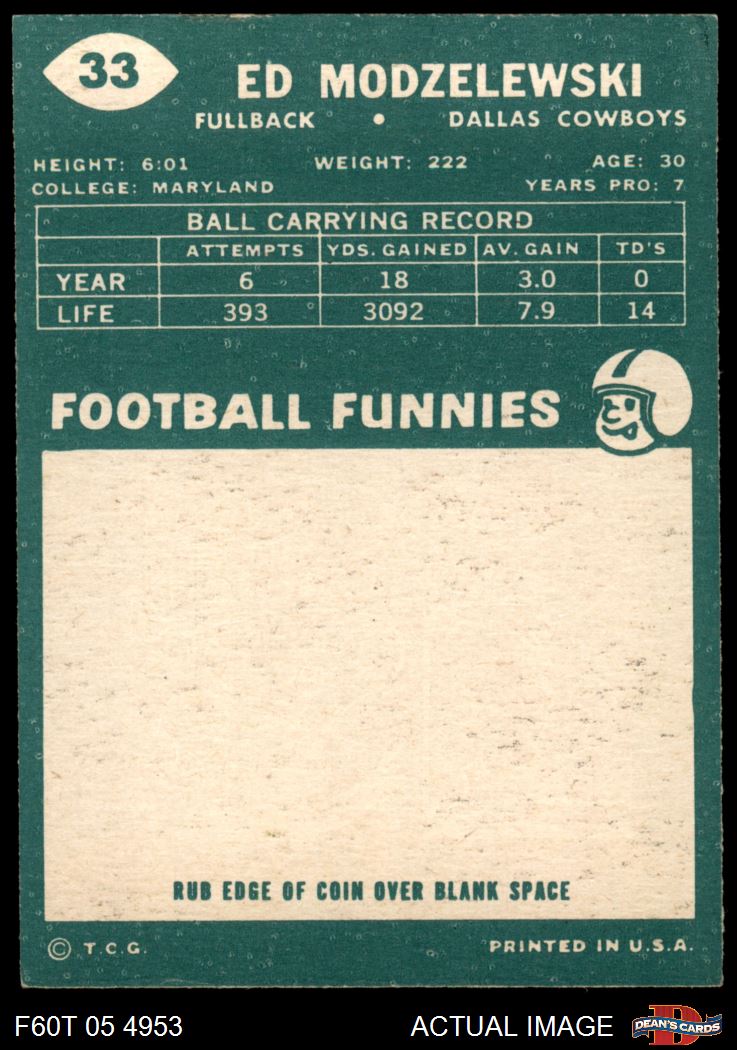 33
ED MODZELEWSKI
FULLBACK • DALLAS COWBOYS
HEIGHT: 6:01 WEIGHT: 222 AGE: 30
COLLEGE: MARYLAND YEARS PRO: 7
BALL CARRYING RECORD
ATTEMPTS YDS. GAINED AV. GAIN TD'S
YEAR 6 18 3.0 0
LIFE 393 3092 7.9 14
FOOTBALL FUNNIES
RUB EDGE OF COIN OVER BLANK SPACE
© T.C.G. PRINTED IN U.S.A.
F60T 05 4953 ACTUAL IMAGE DEAN'S CARDS